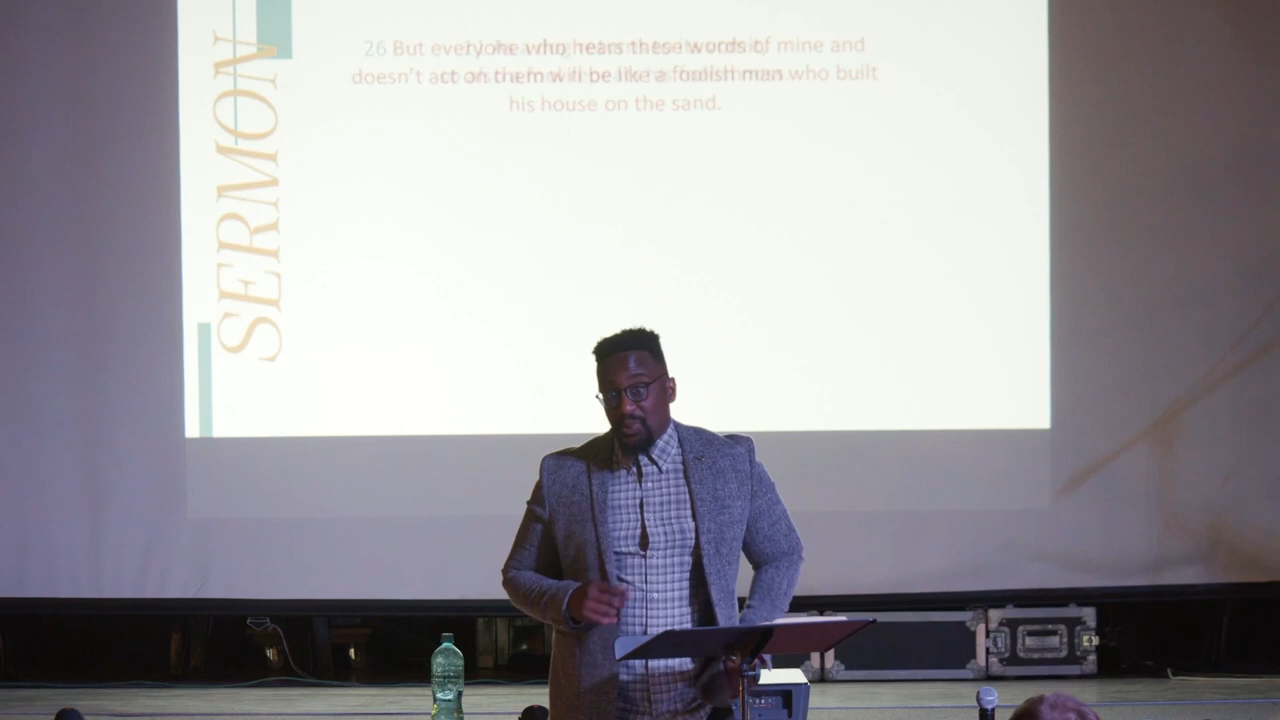 SERMON
26 But everyone who hears these words of mine and
doesn’t act on them will be like a foolish man who built
his house on the sand.